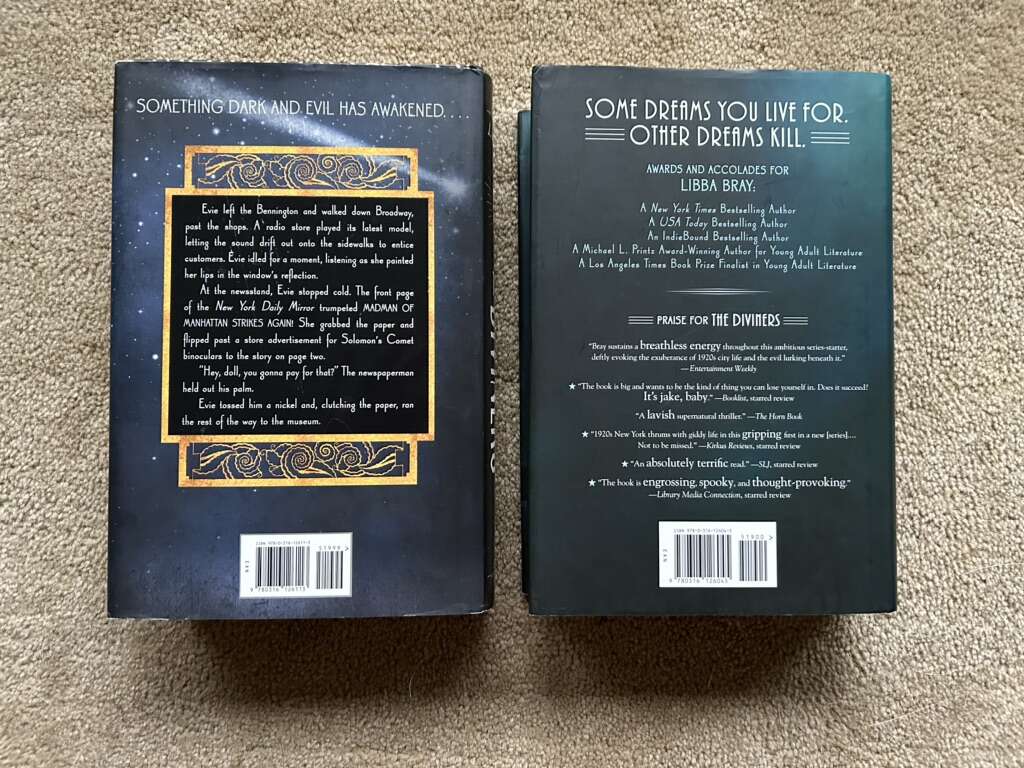 SOMETHING DARK AND EVIL HAS AWAKENED. . . .
Evie left the Bennington and walked down Broadway,
past the shops. A radio store played its latest model,
letting the sound drift out onto the sidewalks to entice
customers. Evie idled for a moment, listening as she painted
her lips in the window's reflection.
At the newsstand, Evie stopped cold. The front page
of the New York Daily Mirror trumpeted MADMAN OF
MANHATTAN STRIKES AGAIN! She grabbed the paper and
flipped past a store advertisement for Solomon's Comet
binoculars to the story on page two.
"Hey, doll, you gonna pay for that?" The newspaperman
held out his palm.
Evie tossed him a nickel and, clutching the paper, ran
the rest of the way to the museum.
SOME DREAMS YOU LIVE FOR.
OTHER DREAMS KILL.
AWARDS AND ACCOLADES FOR
LIBBA BRAY:
A New York Times Bestselling Author
A USA Today Bestselling Author
An IndieBound Bestselling Author
A Michael L. Printz Award-Winning Author for Young Adult Literature
A Los Angeles Times Book Prize Finalist in Young Adult Literature
PRAISE FOR THE DIVINERS
"Bray sustains a breathless energy throughout this ambitious series-starter,
deftly evoking the exuberance of 1920s city life and the evil lurking beneath it."
—Entertainment Weekly
★ "The book is big and wants to be the kind of thing you can lose yourself in. Does it succeed?
It's jake, baby." —Booklist, starred review
"A lavish supernatural thriller." —The Horn Book
★ "1920s New York thrums with giddy life in this gripping first in a new [series]....
Not to be missed." —Kirkus Reviews, starred review
★ "An absolutely terrific read." —SLJ, starred review
★ "The book is engrossing, spooky, and thought-provoking."
—Library Media Connection, starred review
51999
51900
9 780316 126045